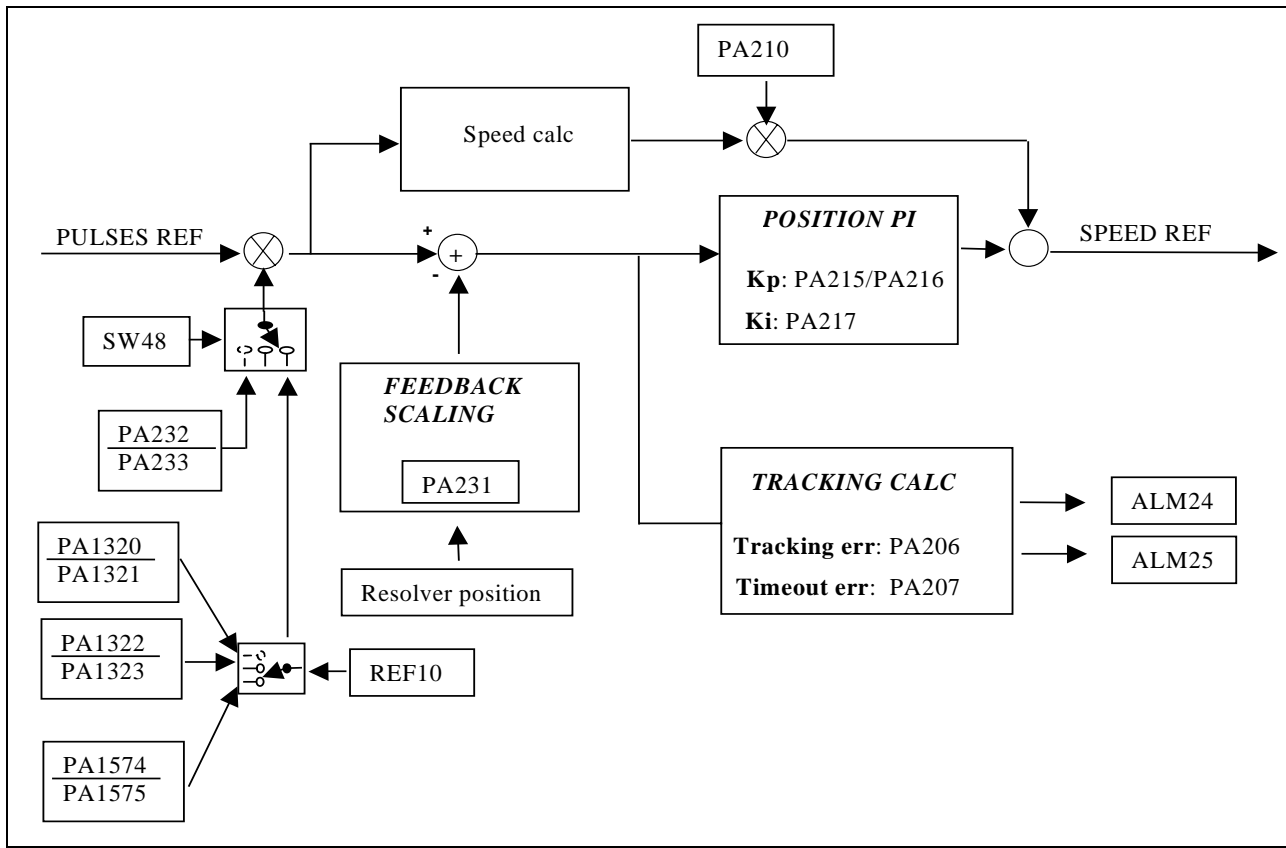 PA210
Speed calc
PULSES REF
+
-
+
POSITION PI
Kp: PA215/PA216
Ki: PA217
SPEED REF
SW48
PA232
PA233
FEEDBACK
SCALING
PA231
Resolver position
TRACKING CALC
Tracking err: PA206
Timeout err: PA207
ALM24
ALM25
PA1320
PA1321
PA1322
PA1323
REF10
PA1574
PA1575